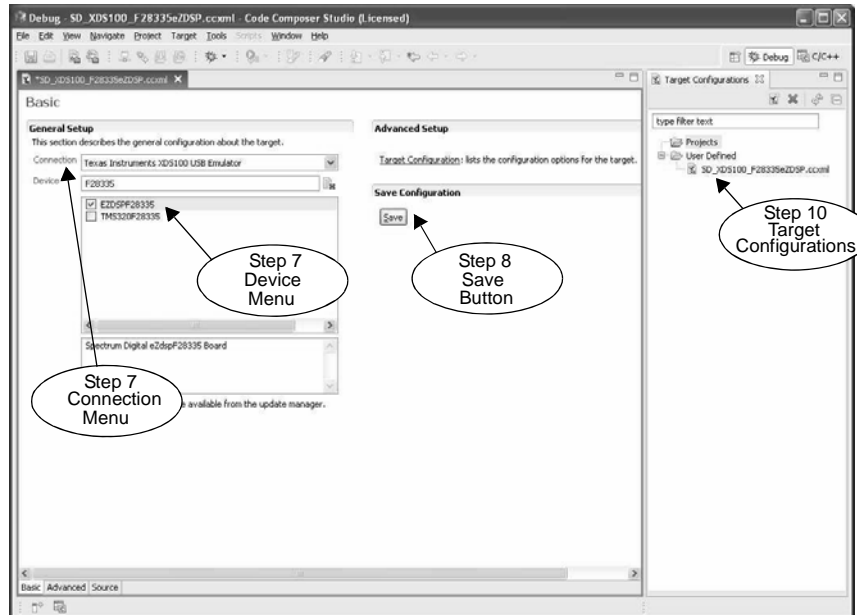 Debug - SD_XDS100_F28335eZDSP.ccxml - Code Composer Studio (Licensed)
File Edit View Navigate Project Target Tools Scripts Window Help
Debug C/C++
*SD_XDS100_F28335eZDSP.ccxml
Basic
General Setup
This section describes the general configuration about the target.
Connection Texas Instruments XDS100 USB Emulator
Device F28335
EZDSPF28335
TMS320F28335
Step 7
Device
Menu
Spectrum Digital eZdspF28335 Board
Step 7
Connection
Menu
e available from the update manager.
Advanced Setup
Target Configuration: lists the configuration options for the target.
Save Configuration
Save
Step 8
Save
Button
Target Configurations
type filter text
Projects
User Defined
SD_XDS100_F28335eZDSP.ccxml
Step 10
Target
Configurations
Basic Advanced Source